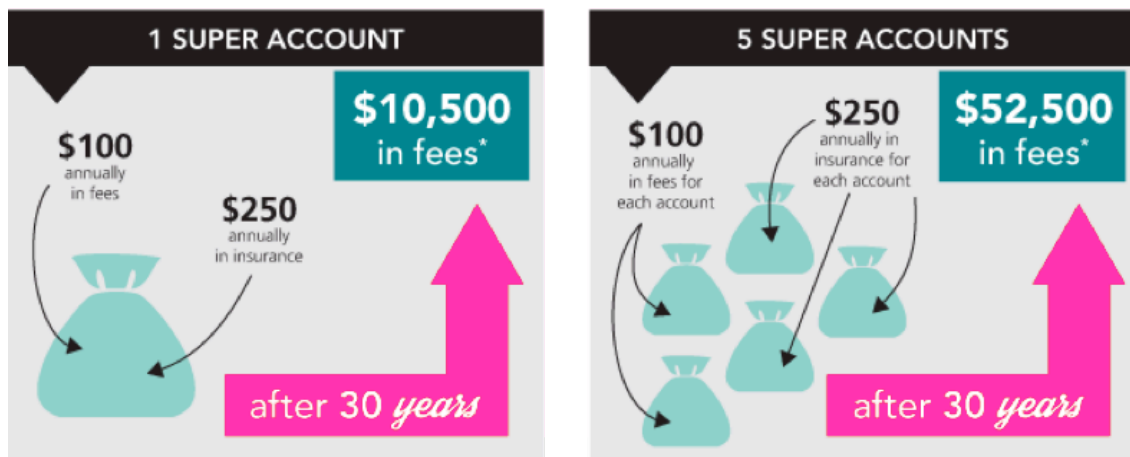 1 SUPER ACCOUNT
$10,500
in fees*
$100
annually
in fees
$250
annually
in insurance
after 30 years
5 SUPER ACCOUNTS
$52,500
in fees*
$250
annually in
insurance for
each account
$100
annually
in fees for
each account
after 30 years